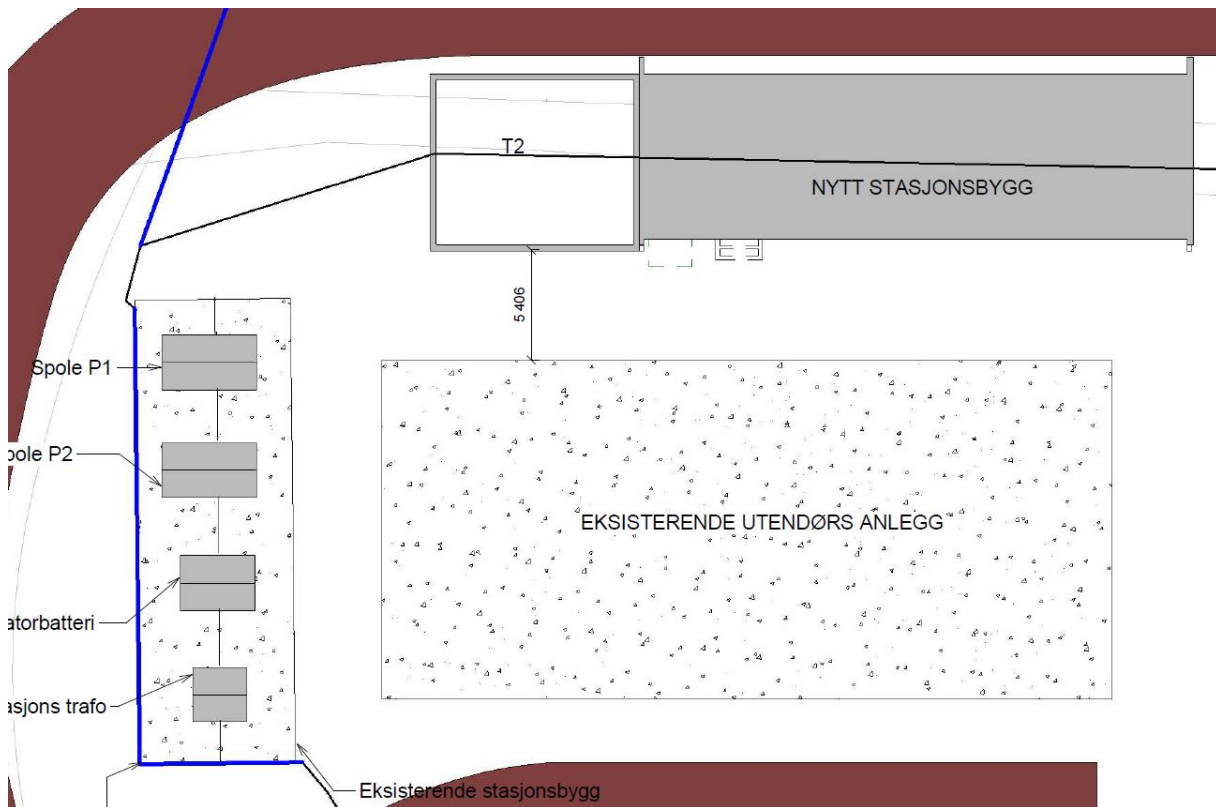 T2
NYTT STASJONSBYGG
5 406
Spole P1
pole P2
EKSISTERENDE UTENDØRS ANLEGG
atorbatteri
asjons trafo
Eksisterende stasjonsbygg